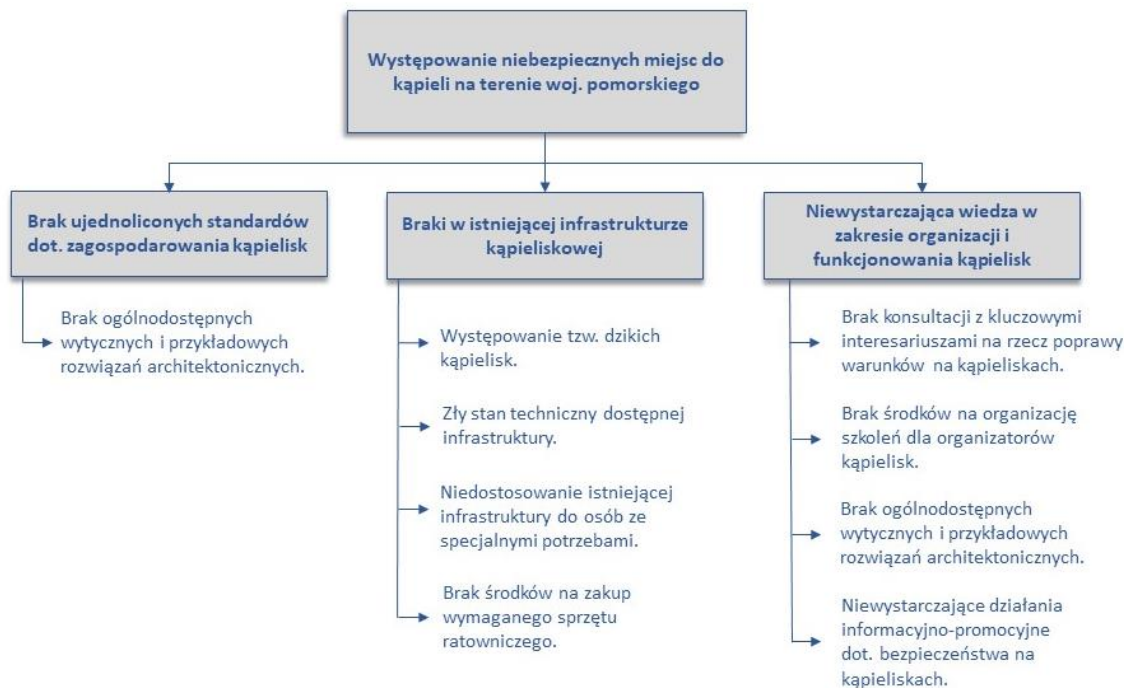 Występowanie niebezpiecznych miejsc do
kąpieli na terenie woj. pomorskiego
Brak ujednoliconych standardów
dot. zagospodarowania kąpielisk
Brak ogólnodostępnych
wytycznych i przykładowych
rozwiązań architektonicznych.
Braki w istniejącej infrastrukturze
kąpieliskowej
Występowanie tzw. dzikich
kąpielisk.
Zły stan techniczny dostępnej
infrastruktury.
Niedostosowanie istniejącej
infrastruktury do osób ze
specjalnymi potrzebami.
Brak środków na zakup
wymaganego sprzętu
ratowniczego.
Niewystarczająca wiedza w
zakresie organizacji i
funkcjonowania kąpielisk
Brak konsultacji z kluczowymi
interesariuszami na rzecz poprawy
warunków na kąpieliskach.
Brak środków na organizację
szkoleń dla organizatorów
kąpielisk.
Brak ogólnodostępnych
wytycznych i przykładowych
rozwiązań architektonicznych.
Niewystarczające działania
informacyjno-promocyjne
dot. bezpieczeństwa na
kąpieliskach.